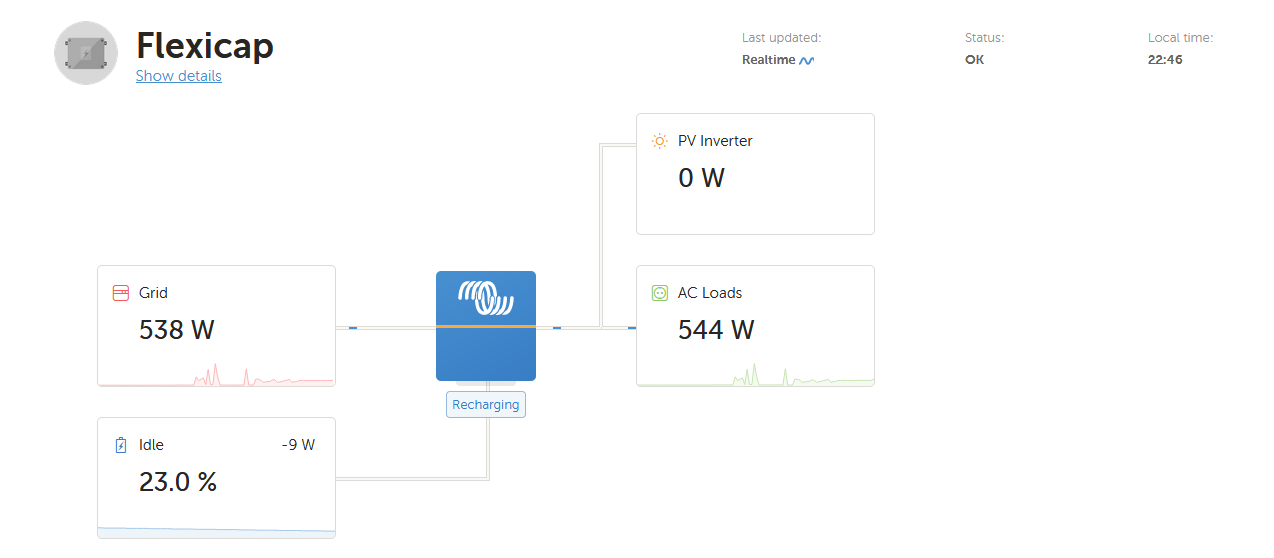 Flexicap
Show details
Last updated:
Realtime
Status:
OK
Local time:
22:46
PV Inverter
0 W
Grid
538 W
AC Loads
544 W
Recharging
Idle
-9 W
23.0 %